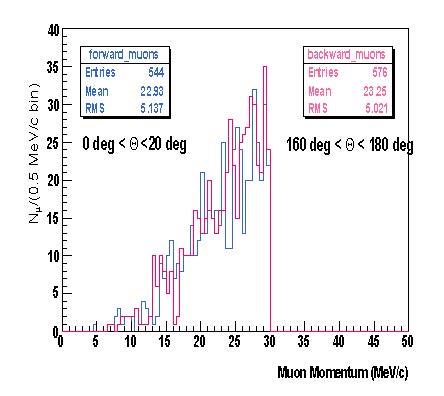 40
35
30
25
20
15
10
5
0
N_μ/(0.5 MeV/c bin)
forward_muons
Entries 544
Mean 22.93
RMS 5.137
backward_muons
Entries 576
Mean 23.25
RMS 5.021
0 deg < Θ <20 deg
160 deg < Θ < 180 deg
0 5 10 15 20 25 30 35 40 45 50
Muon Momentum (MeV/c)